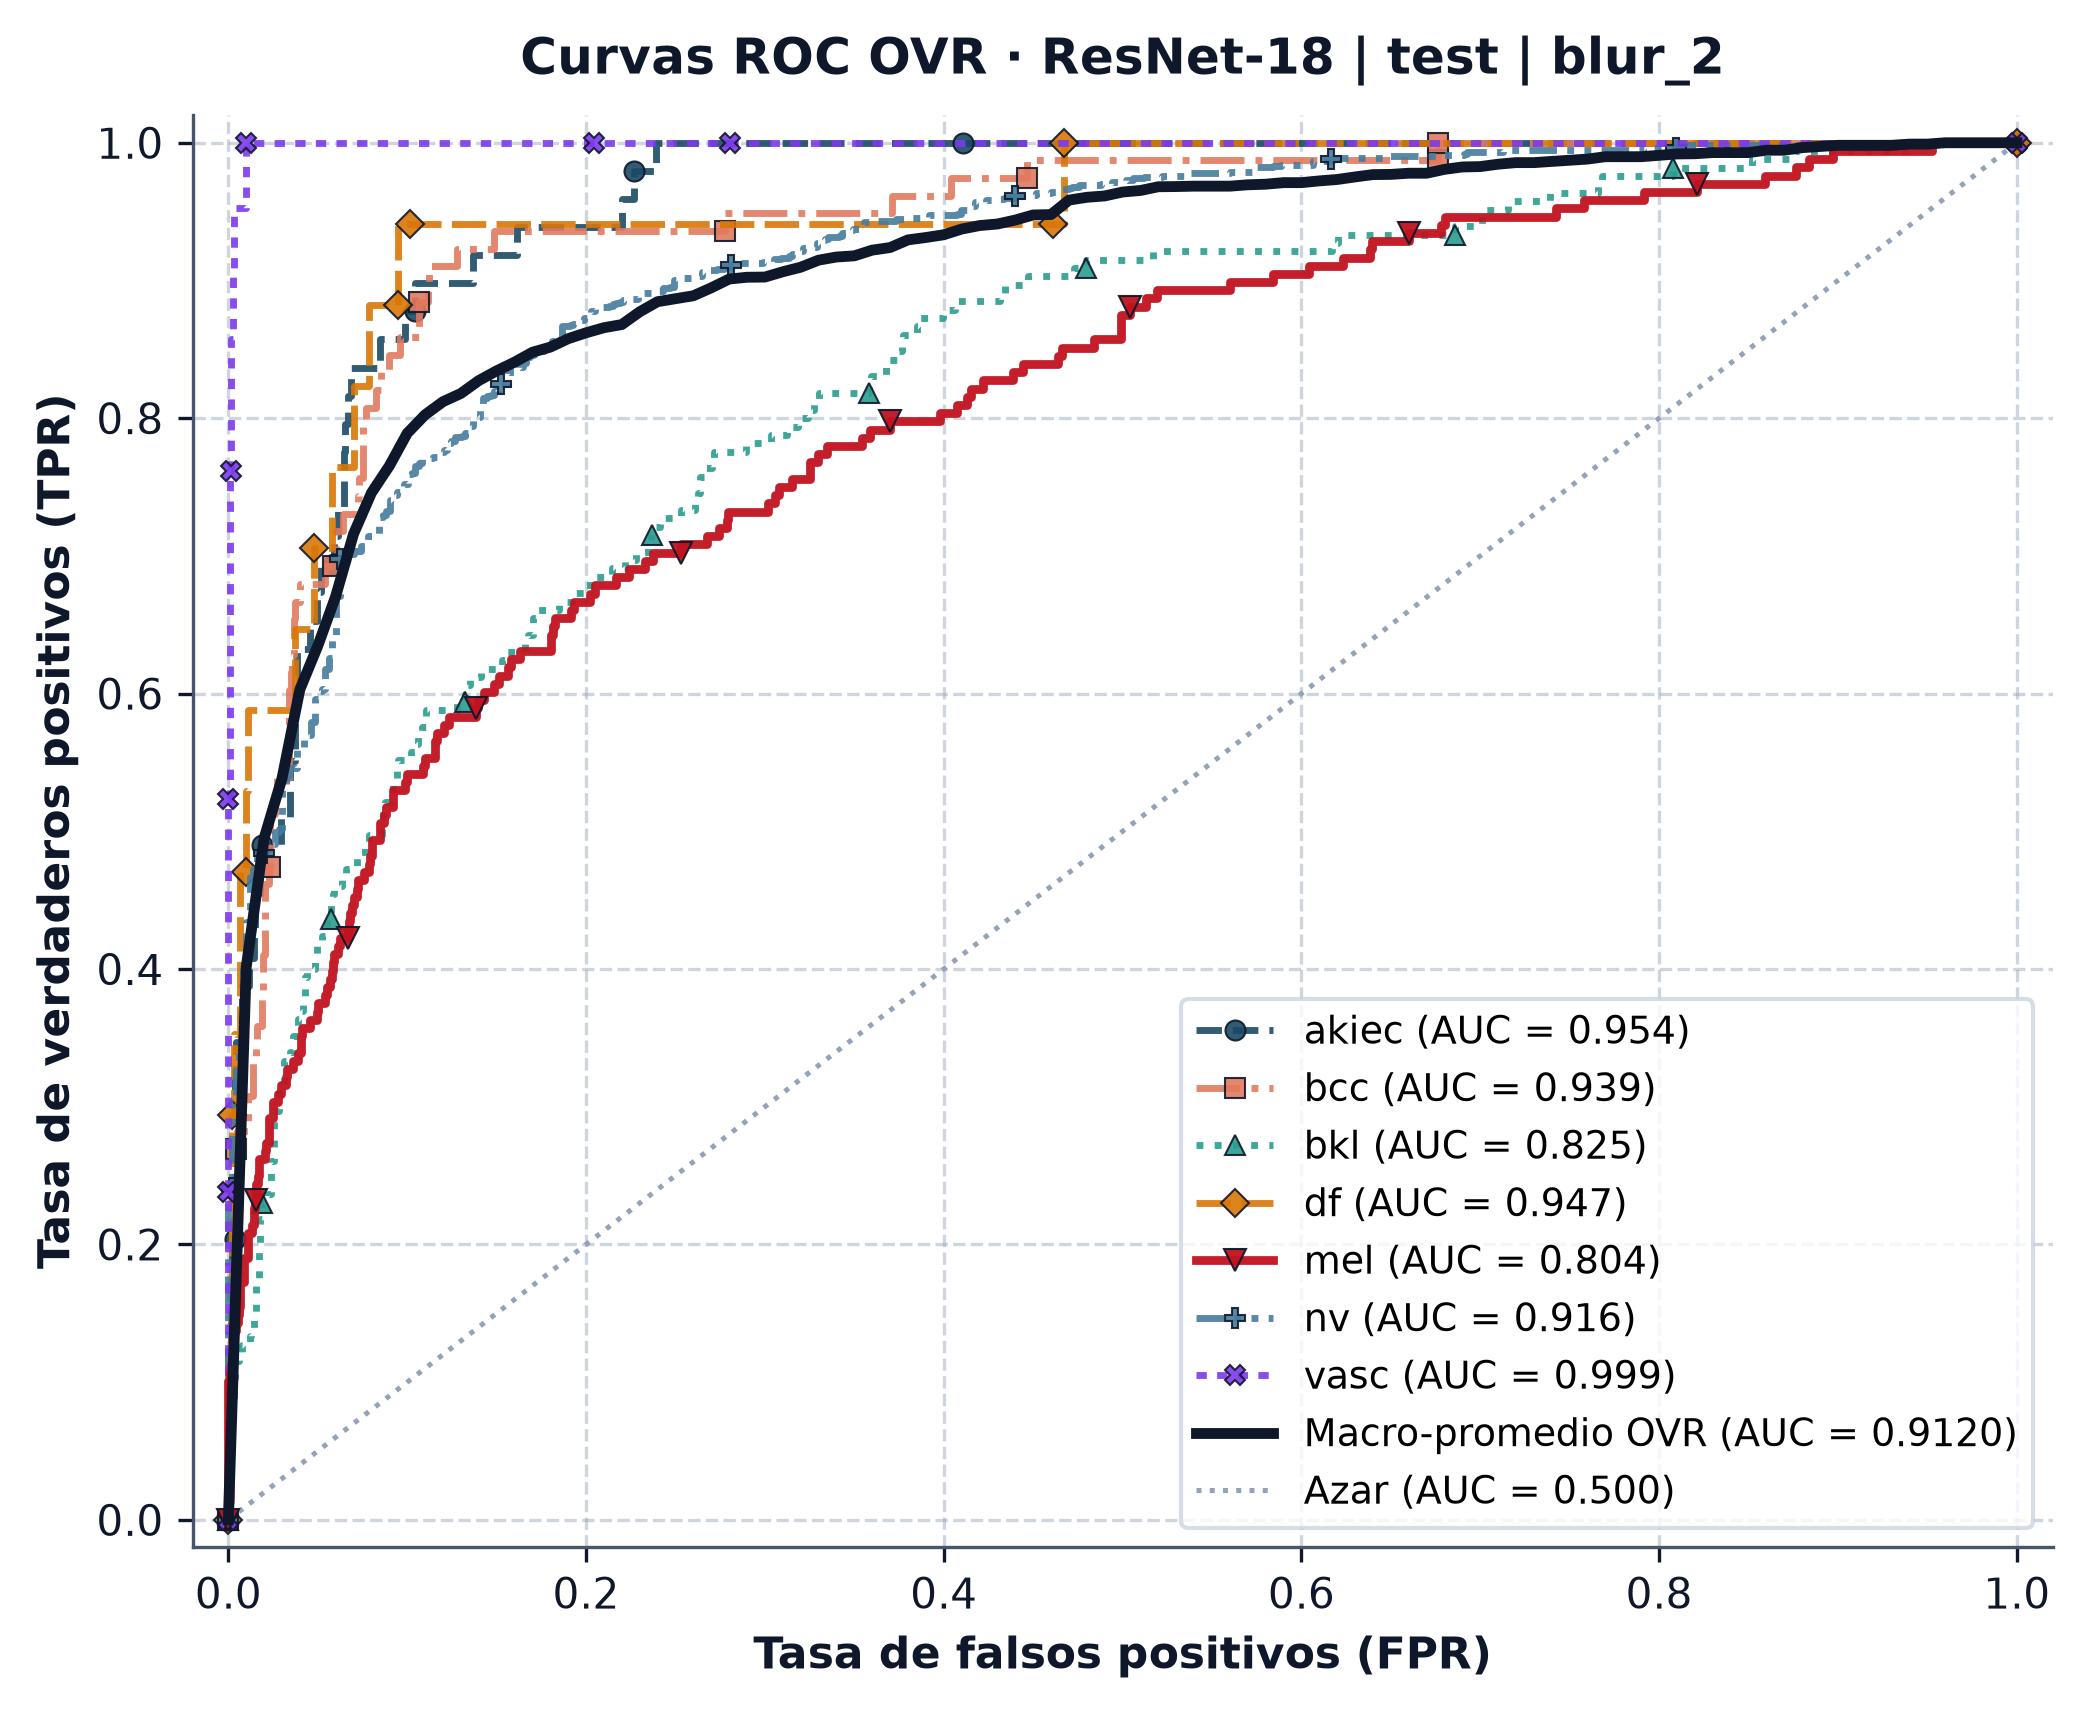 Curvas ROC OVR · ResNet-18 | test | blur_2
Tasa de verdaderos positivos (TPR)
1.0
0.8
0.6
0.4
0.2
0.0
akiec (AUC = 0.954)
bcc (AUC = 0.939)
bkl (AUC = 0.825)
df (AUC = 0.947)
mel (AUC = 0.804)
nv (AUC = 0.916)
vasc (AUC = 0.999)
Macro-promedio OVR (AUC = 0.9120)
Azar (AUC = 0.500)
0.0 0.2 0.4 0.6 0.8 1.0
Tasa de falsos positivos (FPR)